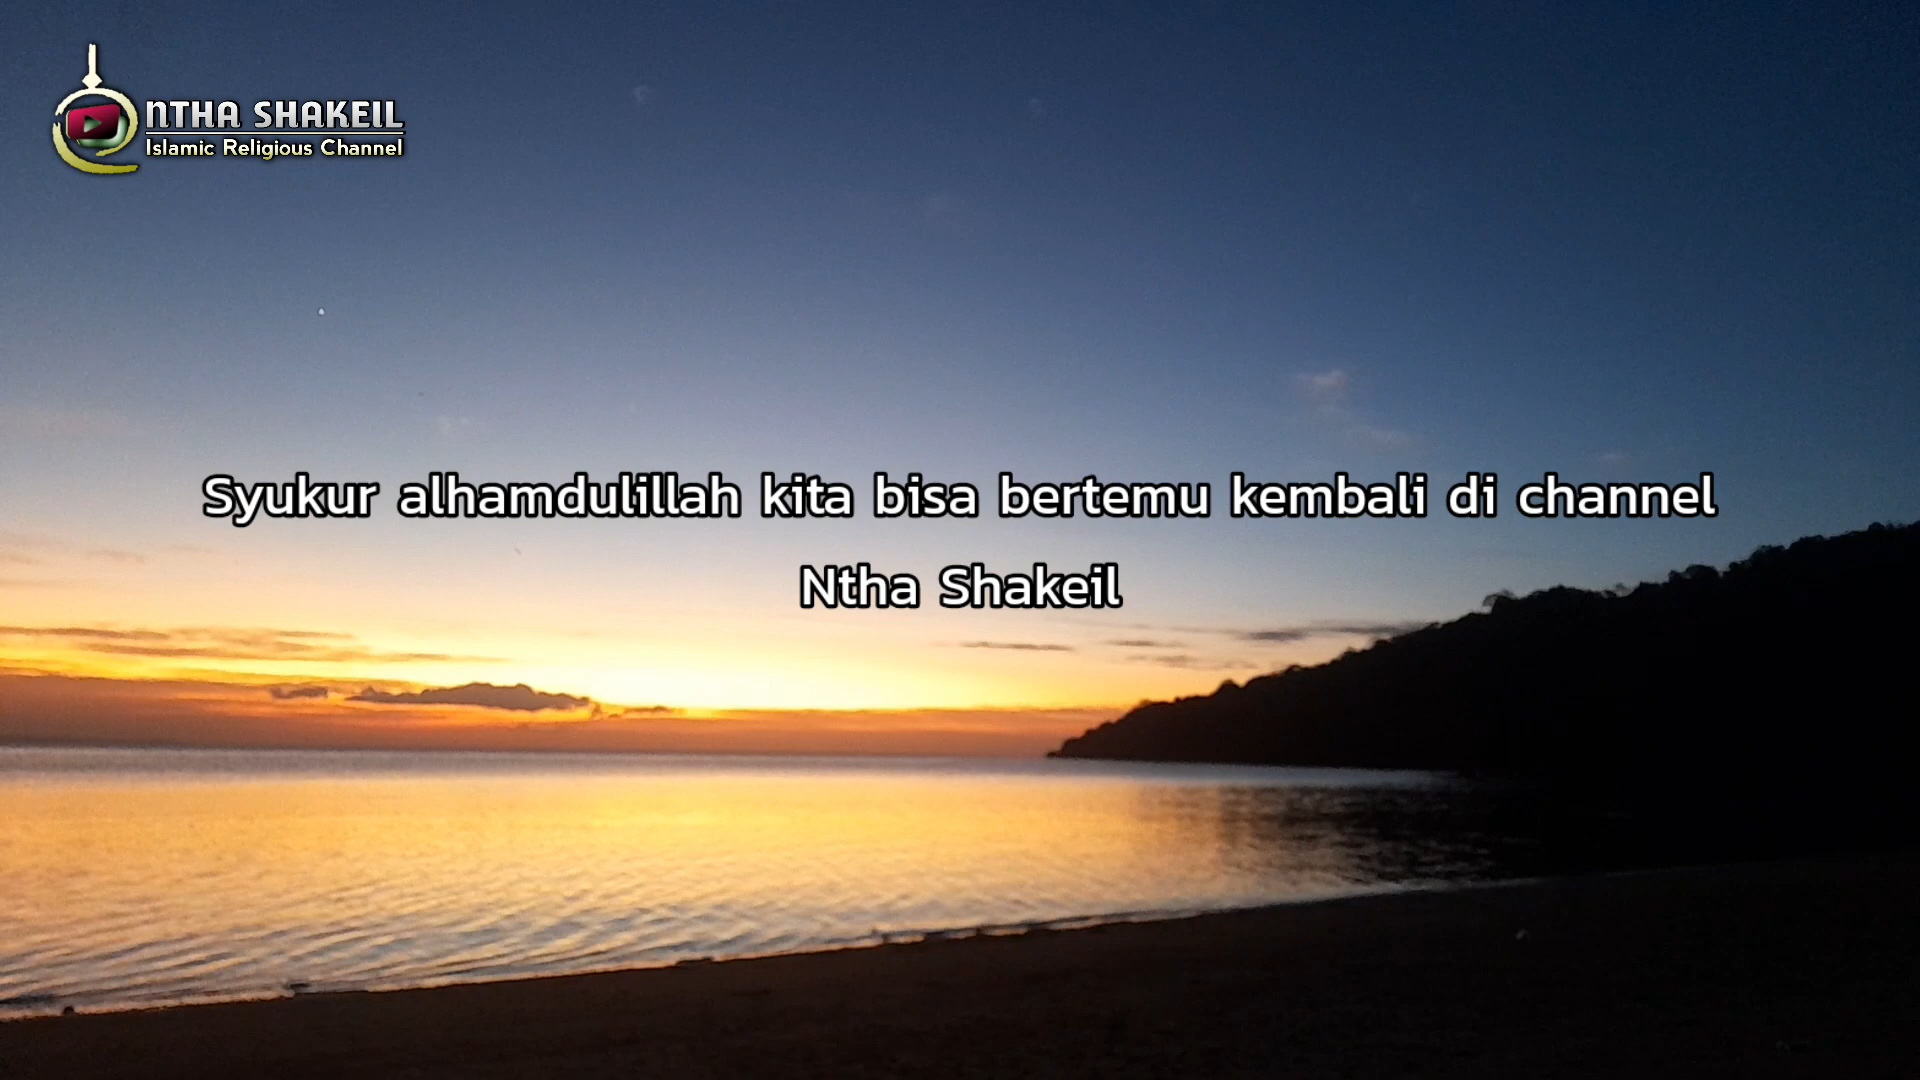 NTHA SHAKEIL
Islamic Religious Channel
Syukur alhamdulillah kita bisa bertemu kembali di channel
Ntha Shakeil